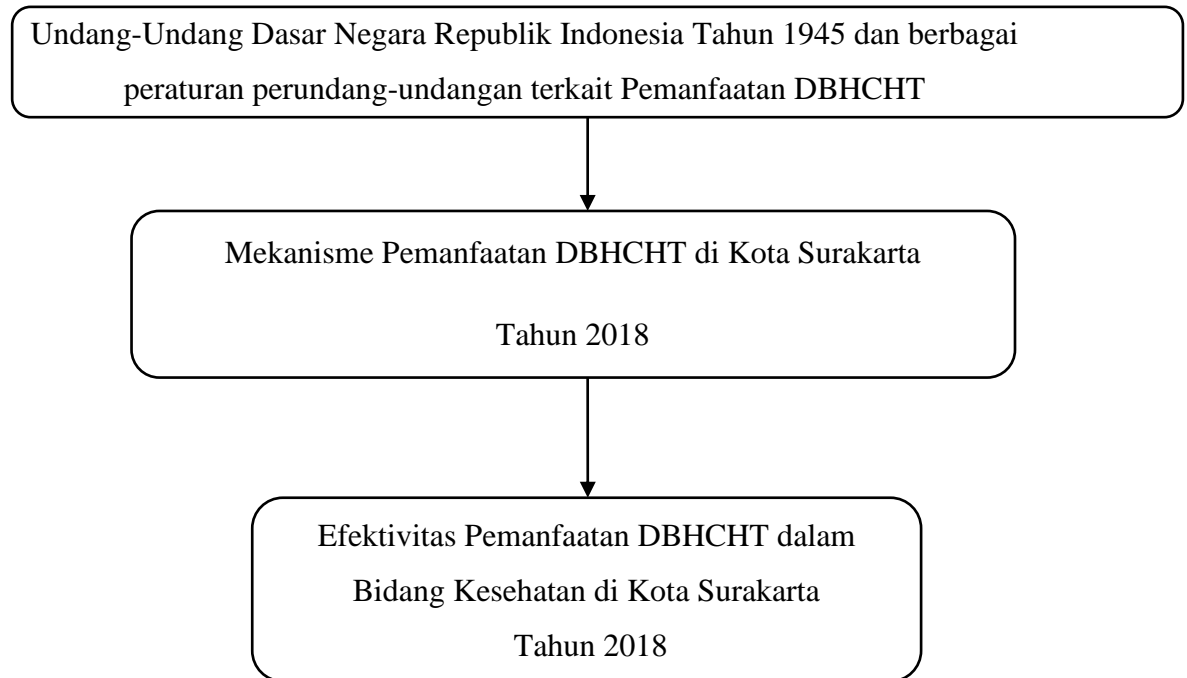 Undang-Undang Dasar Negara Republik Indonesia Tahun 1945 dan berbagai
peraturan perundang-undangan terkait Pemanfaatan DBHCHT
Mekanisme Pemanfaatan DBHCHT di Kota Surakarta
Tahun 2018
Efektivitas Pemanfaatan DBHCHT dalam
Bidang Kesehatan di Kota Surakarta
Tahun 2018